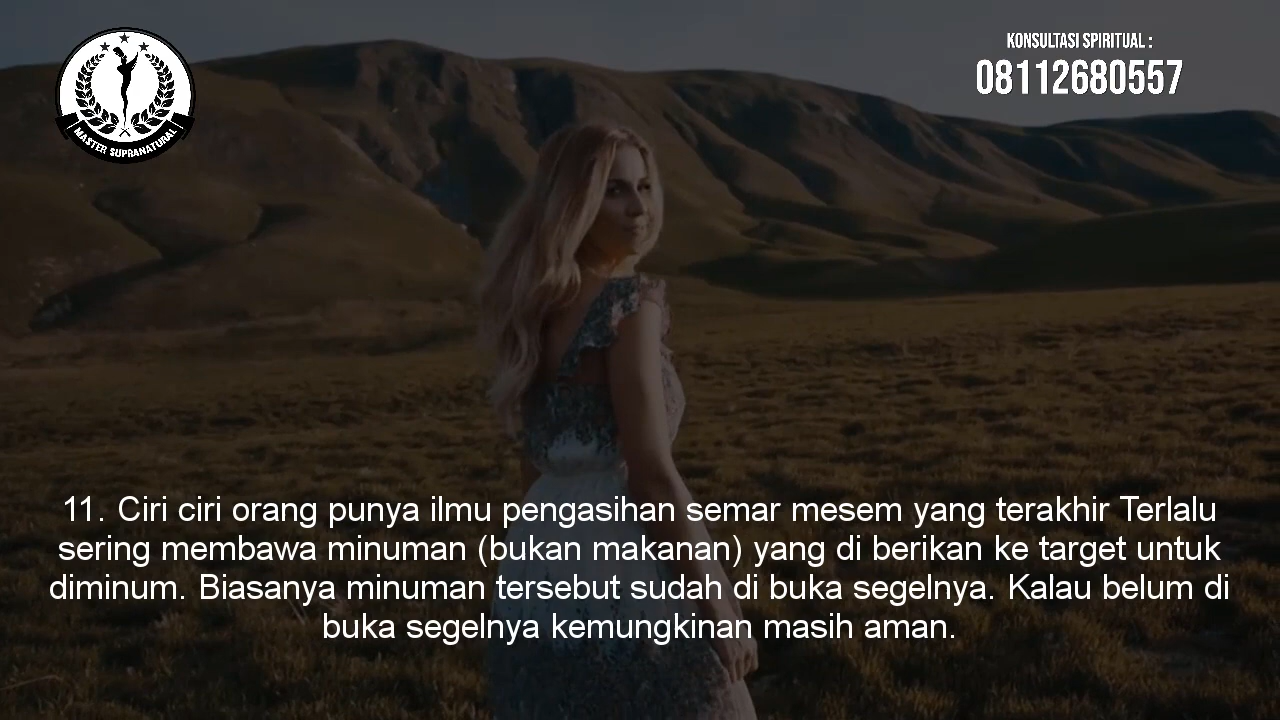 MASTER SUPRANATURAL
KONSULTASI SPIRITUAL :
08112680557
11. Ciri ciri orang punya ilmu pengasihan semar mesem yang terakhir Terlalu
sering membawa minuman (bukan makanan) yang di berikan ke target untuk
diminum. Biasanya minuman tersebut sudah di buka segelnya. Kalau belum di
buka segelnya kemungkinan masih aman.